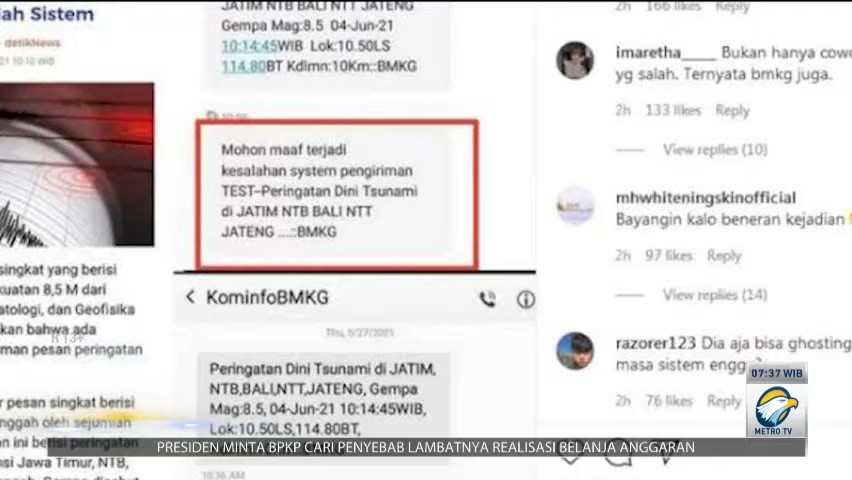 ah Sistem
detikNews
21 10:10 WIB
singkat yang berisi
kuatan 8,5 M dari
atologi, dan Geofisika
kan bahwa ada
man pesan peringatan
r pesan singkat berisi
nggah oleh sejumlah
n ini berisi peringatan
nsi Jawa Timur, NTB,
JATIM NTB BALI NTT JATENG
Gempa Mag:8.5 04-Jun-21
10:14:45WIB Lok:10.50LS
114.80BT Kdlmn:10Km::BMKG
Mohon maaf terjadi
kesalahan system pengiriman
TEST-Peringatan Dini Tsunami
di JATIM NTB BALI NTT
JATENG ....::BMKG
KominfoBMKG
Thu, 5/27/2021
Peringatan Dini Tsunami di JATIM,
NTB,BALI,NTT,JATENG, Gempa
Mag:8.5, 04-Jun-21 10:14:45WIB,
Lok:10.50LS,114.80BT,
10:36 AM
2h 166 likes Reply
imaretha____ Bukan hanya cowo
yg salah. Ternyata bmkg juga.
2h 133 likes Reply
View replies (10)
mhwhiteningskinofficial
Bayangin kalo beneran kejadian
2h 97 likes Reply
View replies (14)
razorer123 Dia aja bisa ghosting
masa sistem engg
2h 76 likes Reply
R 13+
07:37 WIB
METRO TV
PRESIDEN MINTA BPKP CARI PENYEBAB LAMBATNYA REALISASI BELANJA ANGGARAN